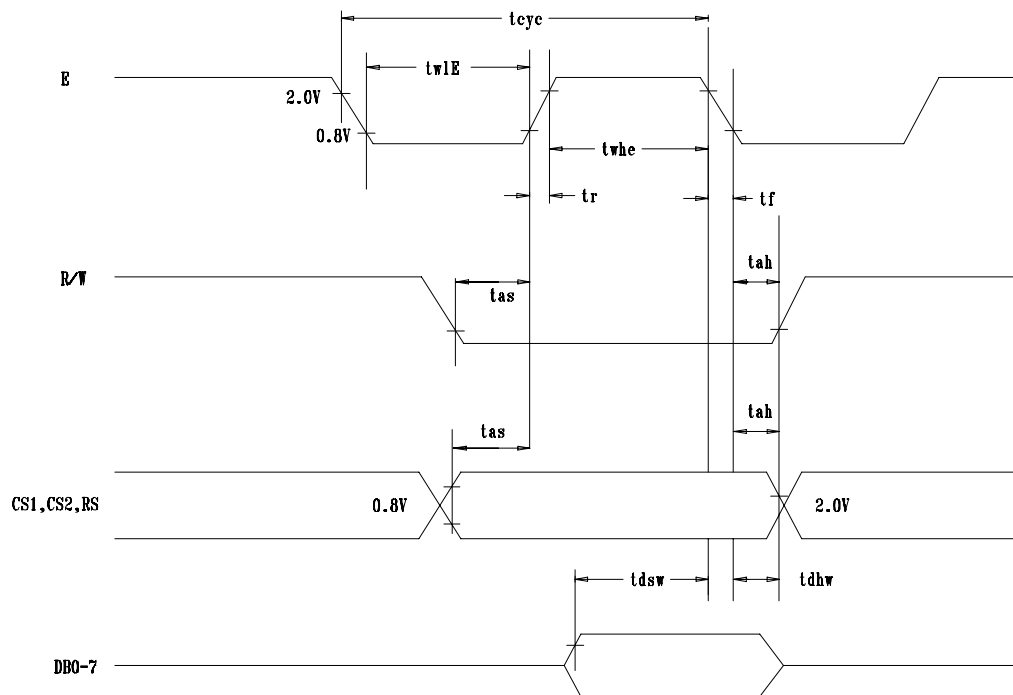 tcyc
twlE
E
2.0V
0.8V
twhe
tr
tf
tah
R/W
tas
tah
tas
CS1,CS2,RS
0.8V
2.0V
tdsw
tdhw
DB0-7